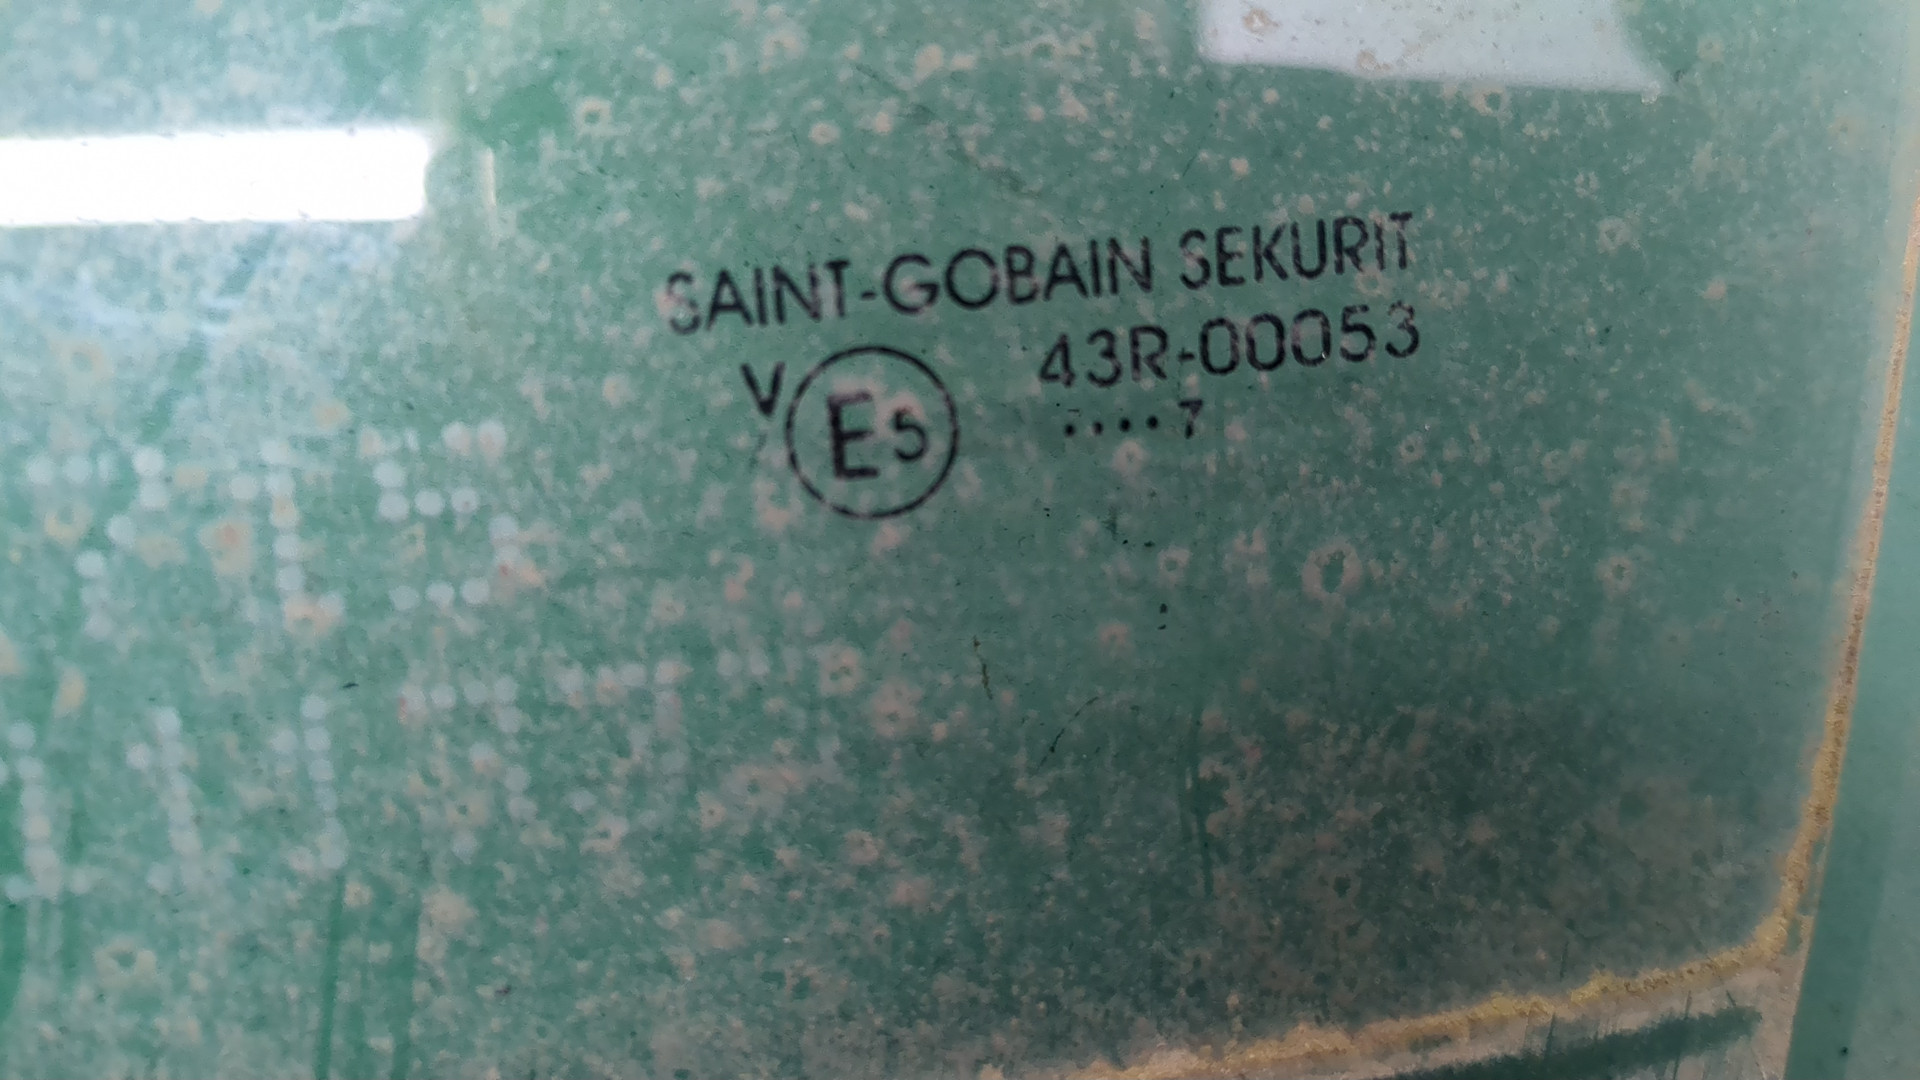 SAINT-GOBAIN SEKURIT
43R-00053
V E5
....7